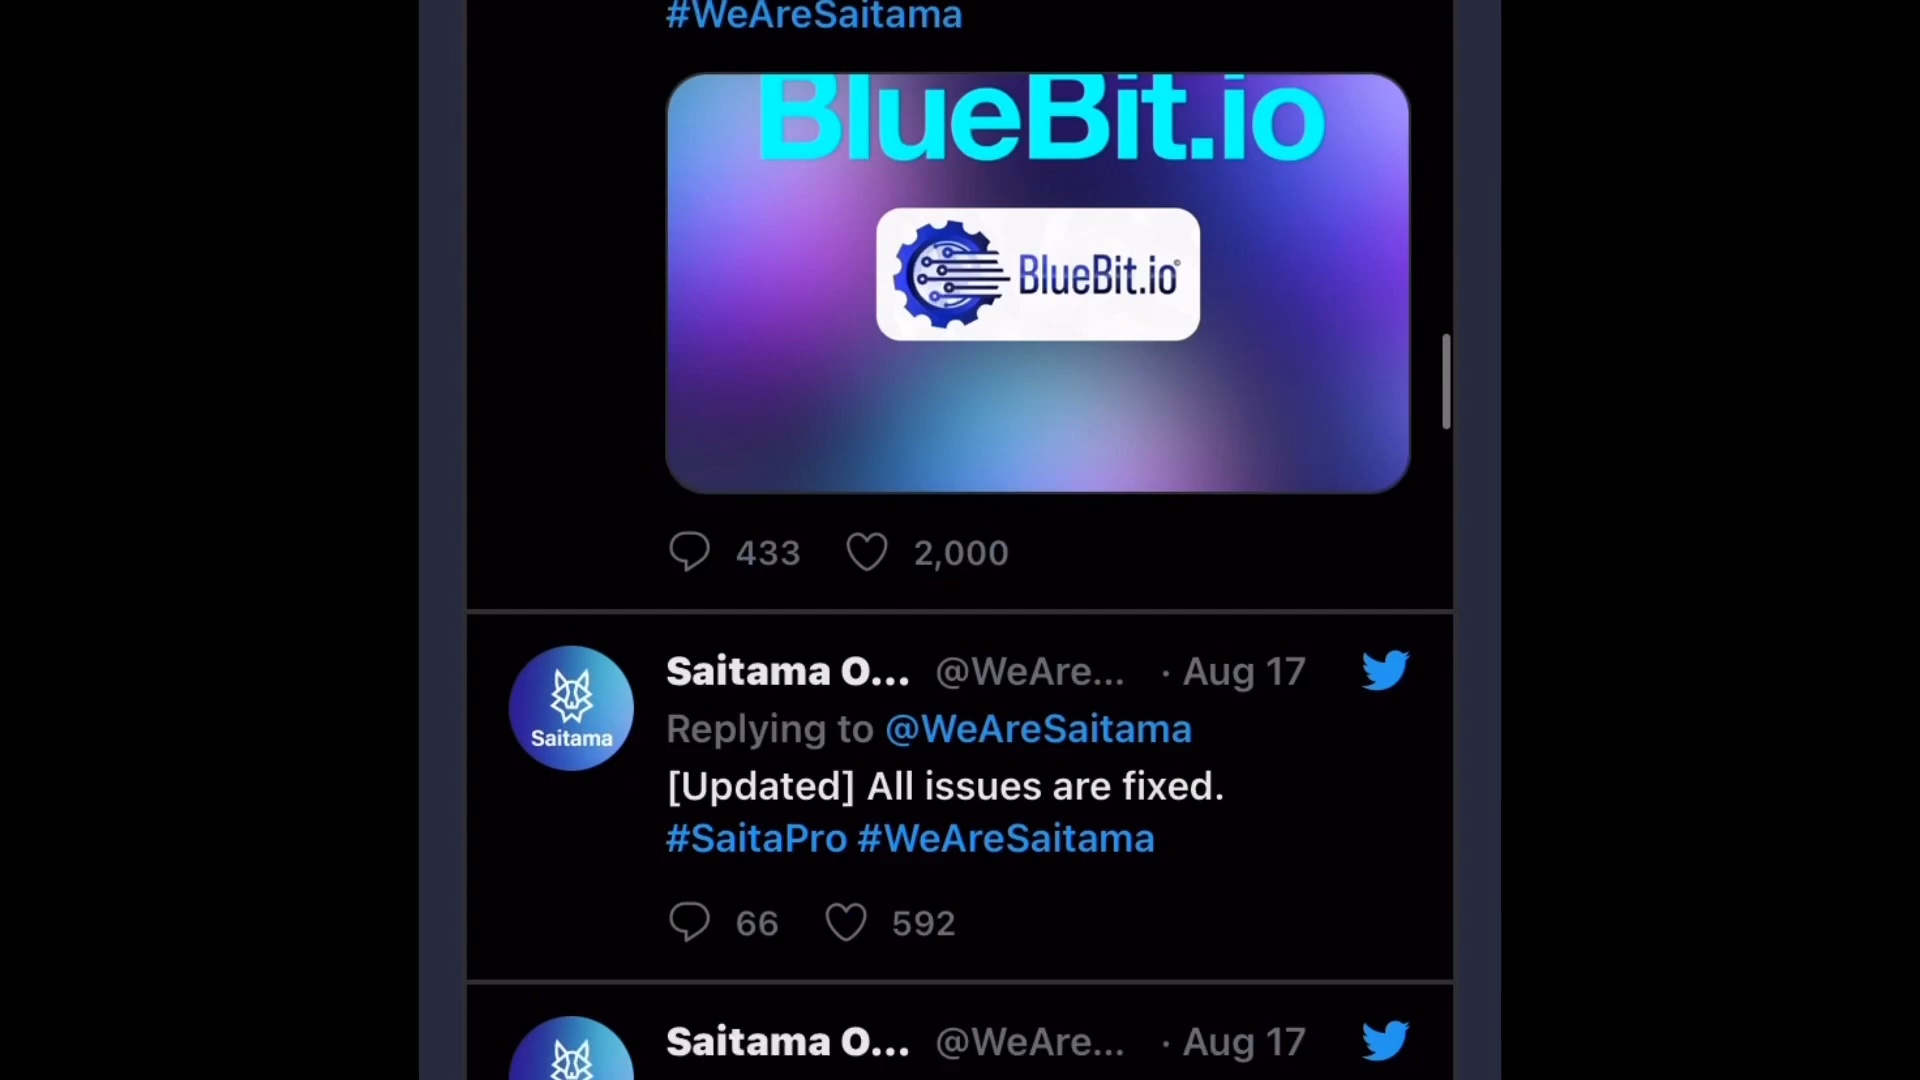 #WeAreSaitama
BlueBit.io
BlueBit.io
433 2,000
Saitama O... @WeAre... · Aug 17
Saitama
Replying to @WeAreSaitama
[Updated] All issues are fixed.
#SaitaPro #WeAreSaitama
66 592
Saitama O... @WeAre... · Aug 17